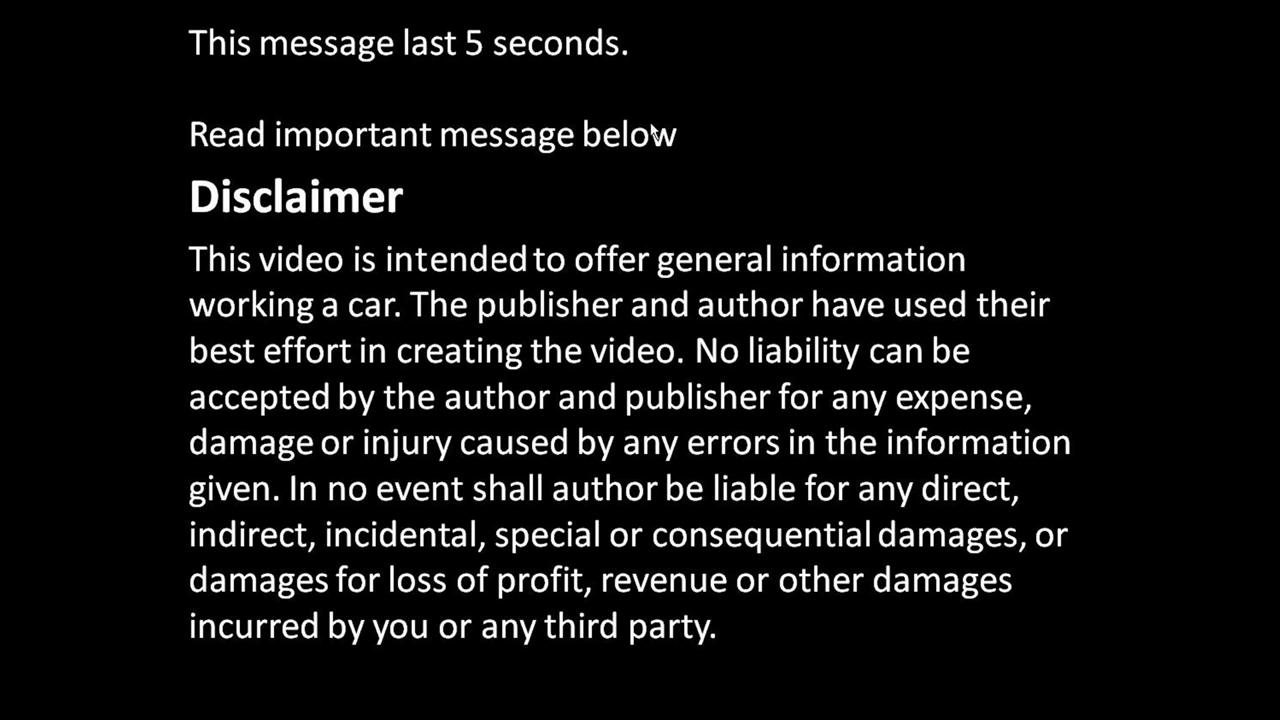 This message last 5 seconds.
Read important message below
Disclaimer
This video is intended to offer general information
working a car. The publisher and author have used their
best effort in creating the video. No liability can be
accepted by the author and publisher for any expense,
damage or injury caused by any errors in the information
given. In no event shall author be liable for any direct,
indirect, incidental, special or consequential damages, or
damages for loss of profit, revenue or other damages
incurred by you or any third party.